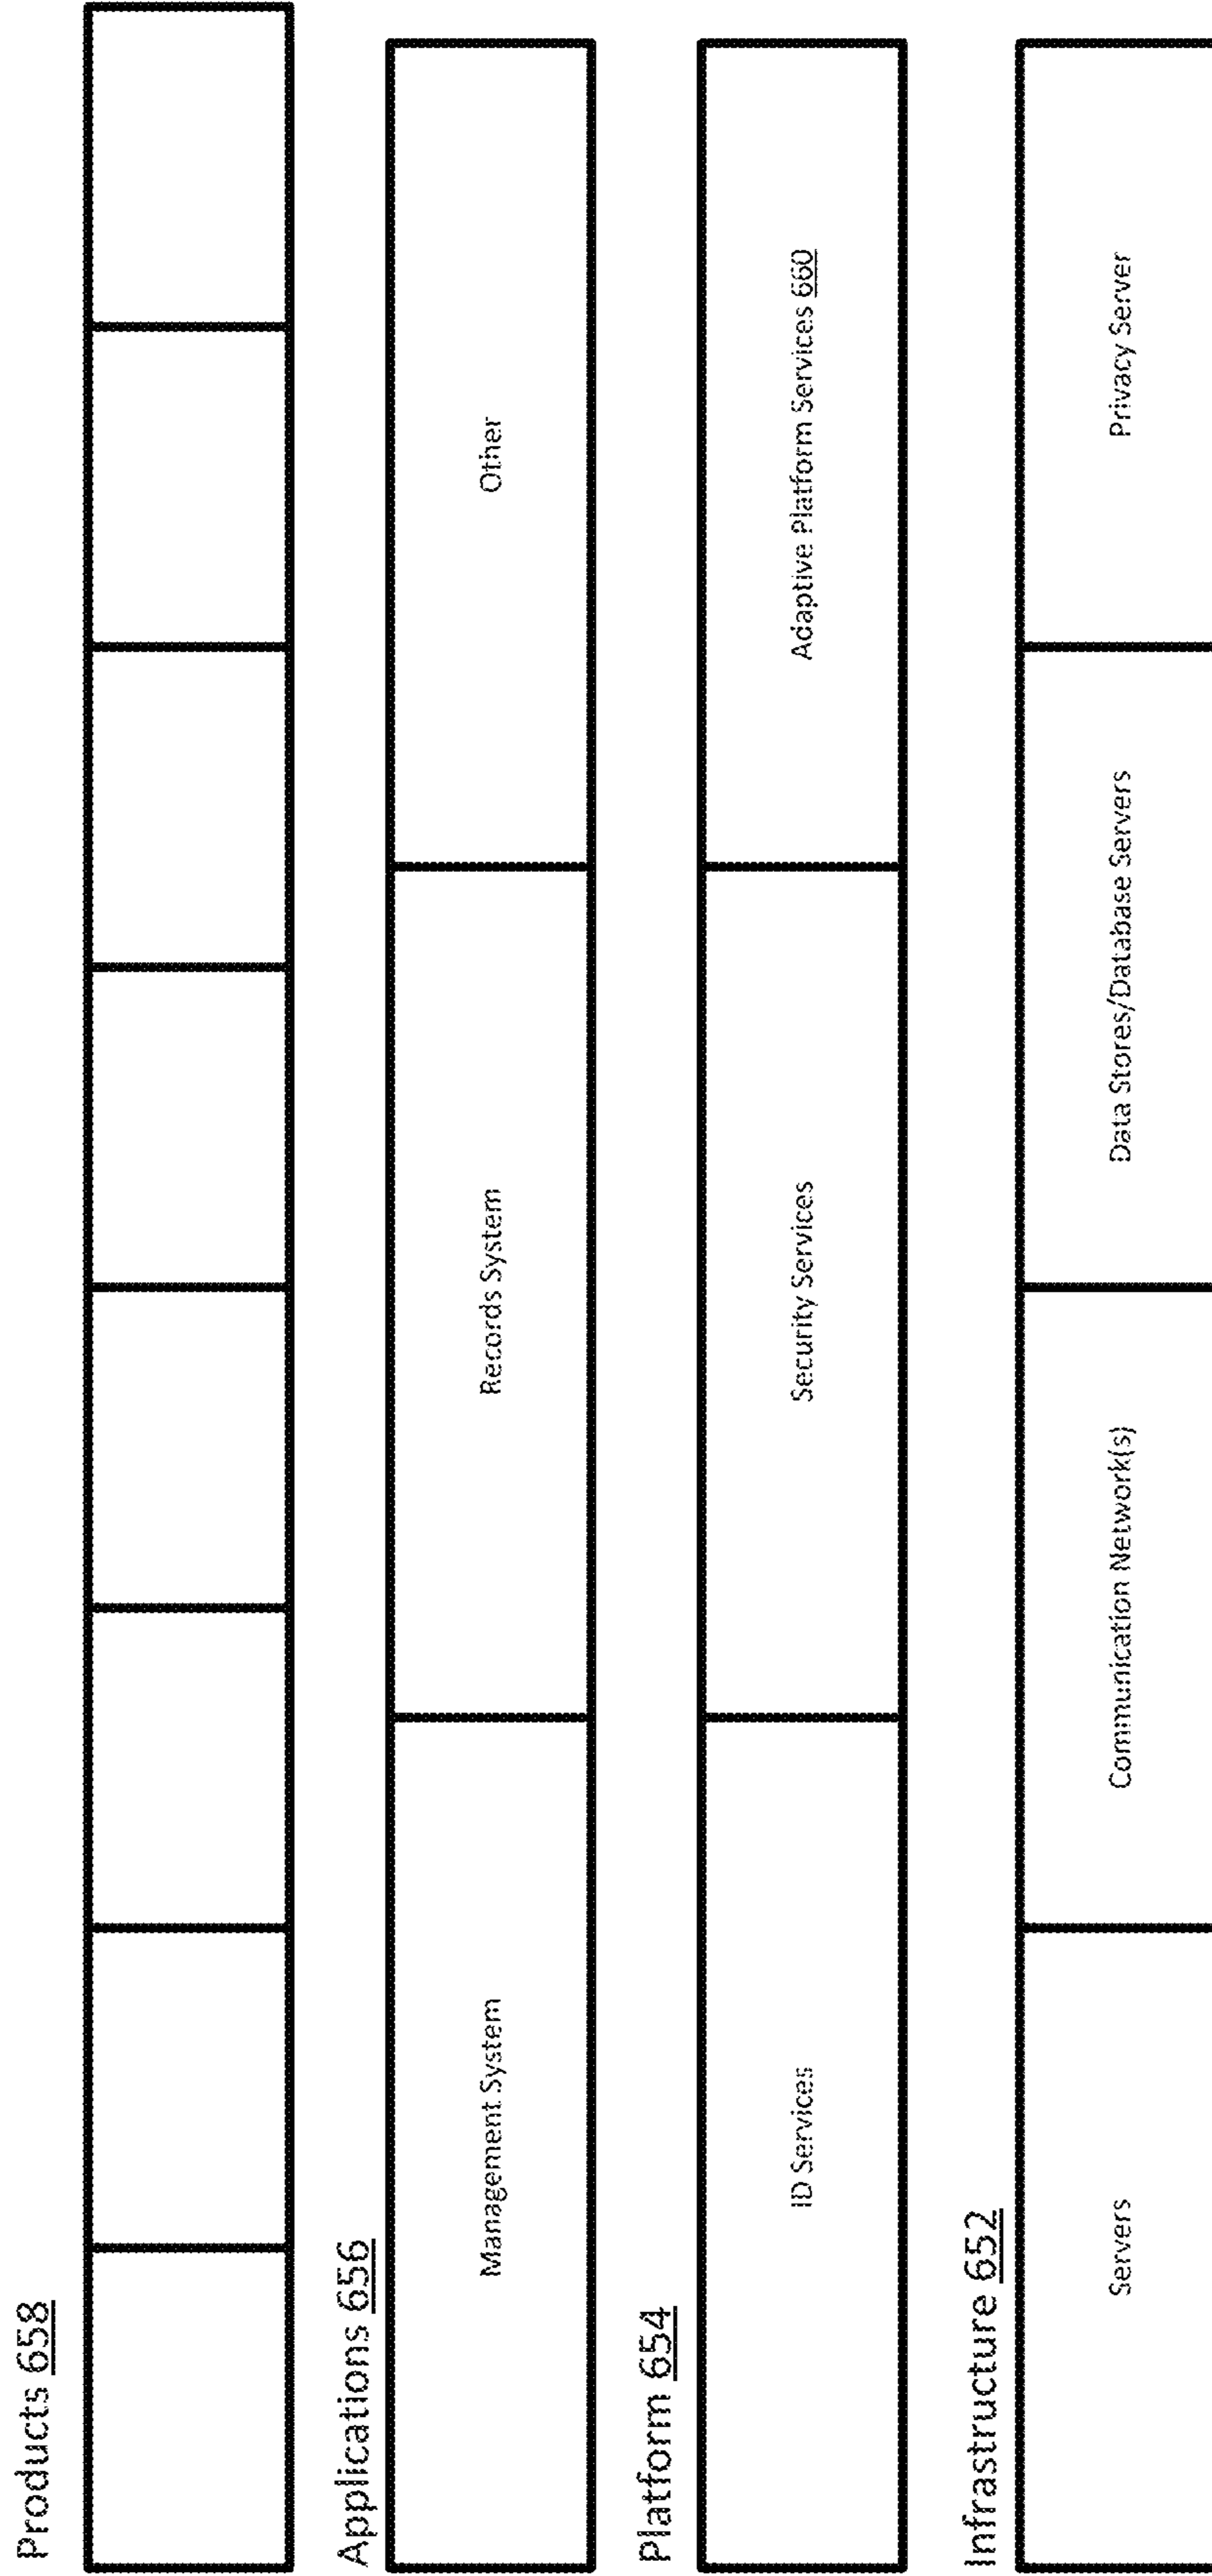 Products 658
Applications 656
Management System
Records System
Other
Platform 654
ID Services
Security Services
Adaptive Platform Services 660
Infrastructure 652
Servers
Communication Network(s)
Data Stores/Database Servers
Privacy Server